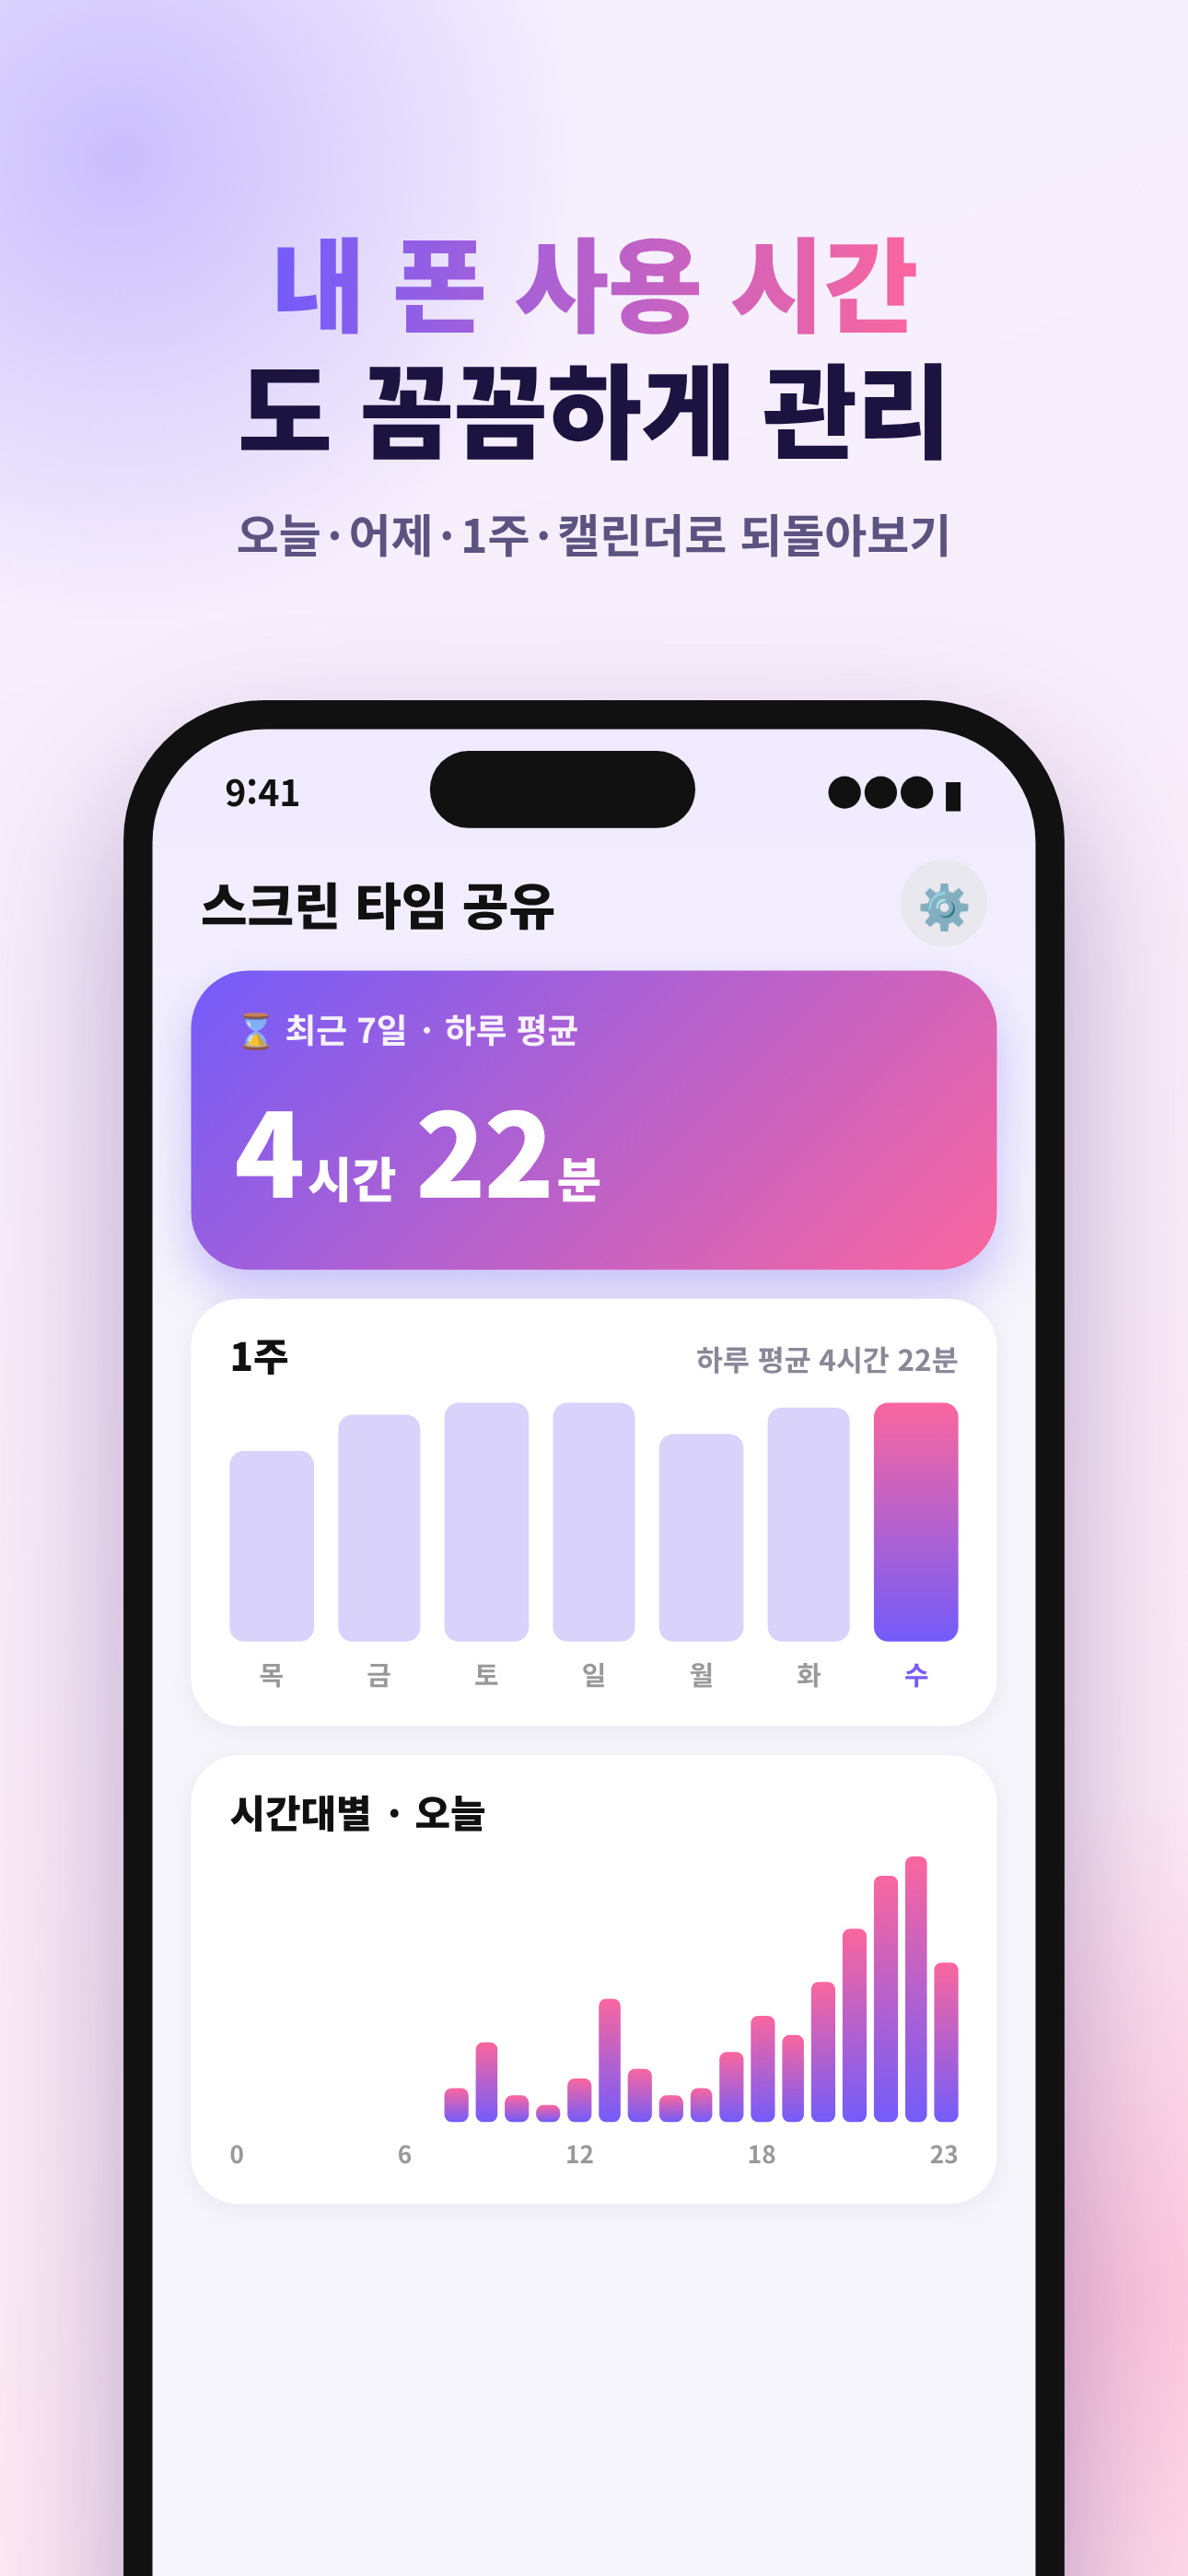 내 폰 사용 시간
도 꼼꼼하게 관리
오늘·어제·1주·캘린더로 되돌아보기
9:41
스크린 타임 공유
⌛ 최근 7일 · 하루 평균
4시간 22분
1주
하루 평균 4시간 22분
목 금 토 일 월 화 수
시간대별 · 오늘
0 6 12 18 23